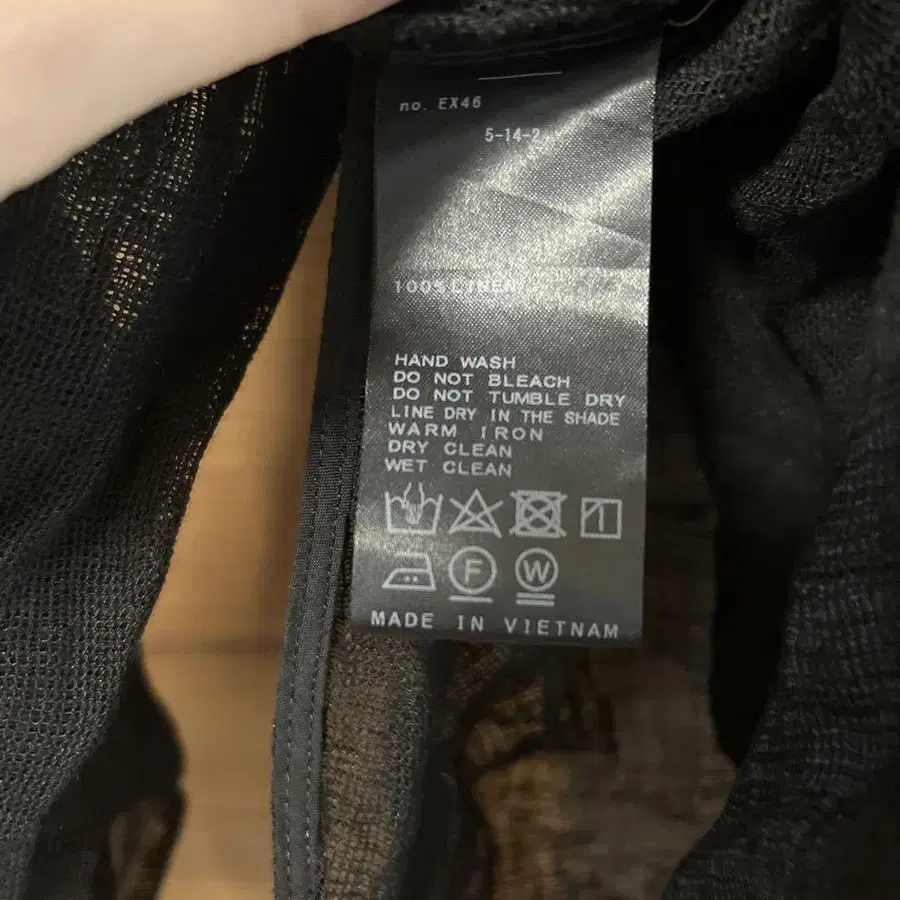 no. EX46
5-14-2
100% LINEN
HAND WASH
DO NOT BLEACH
DO NOT TUMBLE DRY
LINE DRY IN THE SHADE
WARM IRON
DRY CLEAN
WET CLEAN
F W
MADE IN VIETNAM